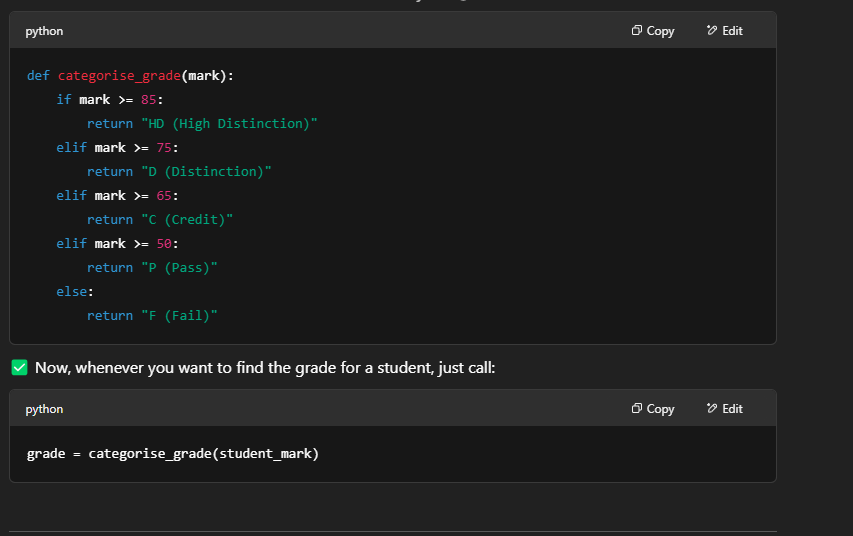 python
Copy
Edit
def categorise_grade(mark):
    if mark >= 85:
        return "HD (High Distinction)"
    elif mark >= 75:
        return "D (Distinction)"
    elif mark >= 65:
        return "C (Credit)"
    elif mark >= 50:
        return "P (Pass)"
    else:
        return "F (Fail)"
✅ Now, whenever you want to find the grade for a student, just call:
python
Copy
Edit
grade = categorise_grade(student_mark)